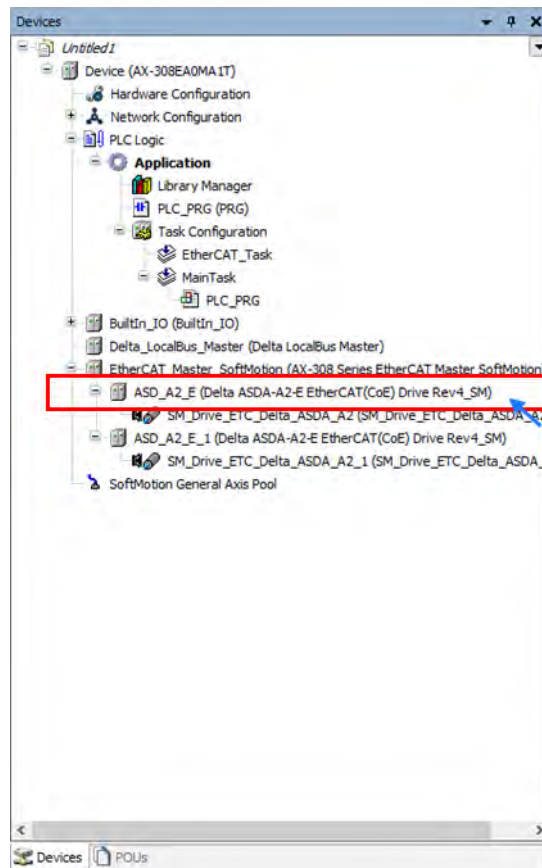 Devices
Untitled1
Device (AX-308EA0MA1T)
Hardware Configuration
Network Configuration
PLC Logic
Application
Library Manager
PLC_PRG (PRG)
Task Configuration
EtherCAT_Task
MainTask
PLC_PRG
BuiltIn_IO (BuiltIn_IO)
Delta_LocalBus_Master (Delta LocalBus Master)
EtherCAT_Master_SoftMotion (AX-308 Series EtherCAT Master SoftMotion
ASD_A2_E (Delta ASDA-A2-E EtherCAT(CoE) Drive Rev4_SM)
SM_Drive_ETC_Delta_ASDA_A2 (SM_Drive_ETC_Delta_ASDA_A2
ASD_A2_E_1 (Delta ASDA-A2-E EtherCAT(CoE) Drive Rev4_SM)
SM_Drive_ETC_Delta_ASDA_A2_1 (SM_Drive_ETC_Delta_ASDA_
SoftMotion General Axis Pool
Devices POUs